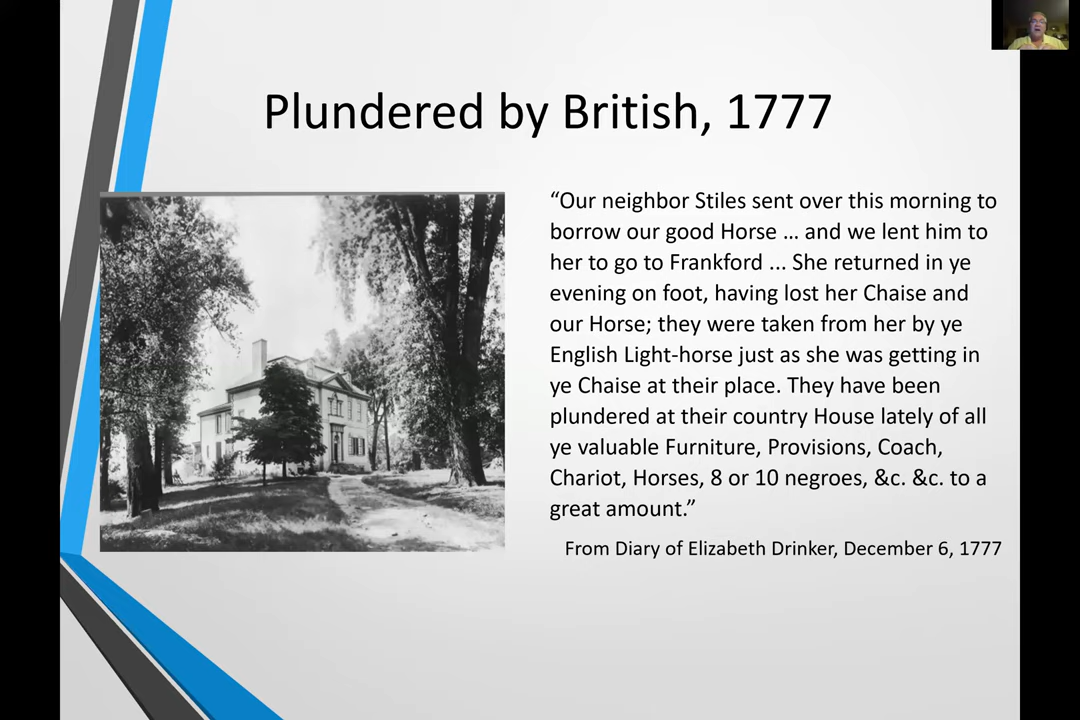 Plundered by British, 1777
“Our neighbor Stiles sent over this morning to
borrow our good Horse ... and we lent him to
her to go to Frankford ... She returned in ye
evening on foot, having lost her Chaise and
our Horse; they were taken from her by ye
English Light-horse just as she was getting in
ye Chaise at their place. They have been
plundered at their country House lately of all
ye valuable Furniture, Provisions, Coach,
Chariot, Horses, 8 or 10 negroes, &c. &c. to a
great amount.”
From Diary of Elizabeth Drinker, December 6, 1777